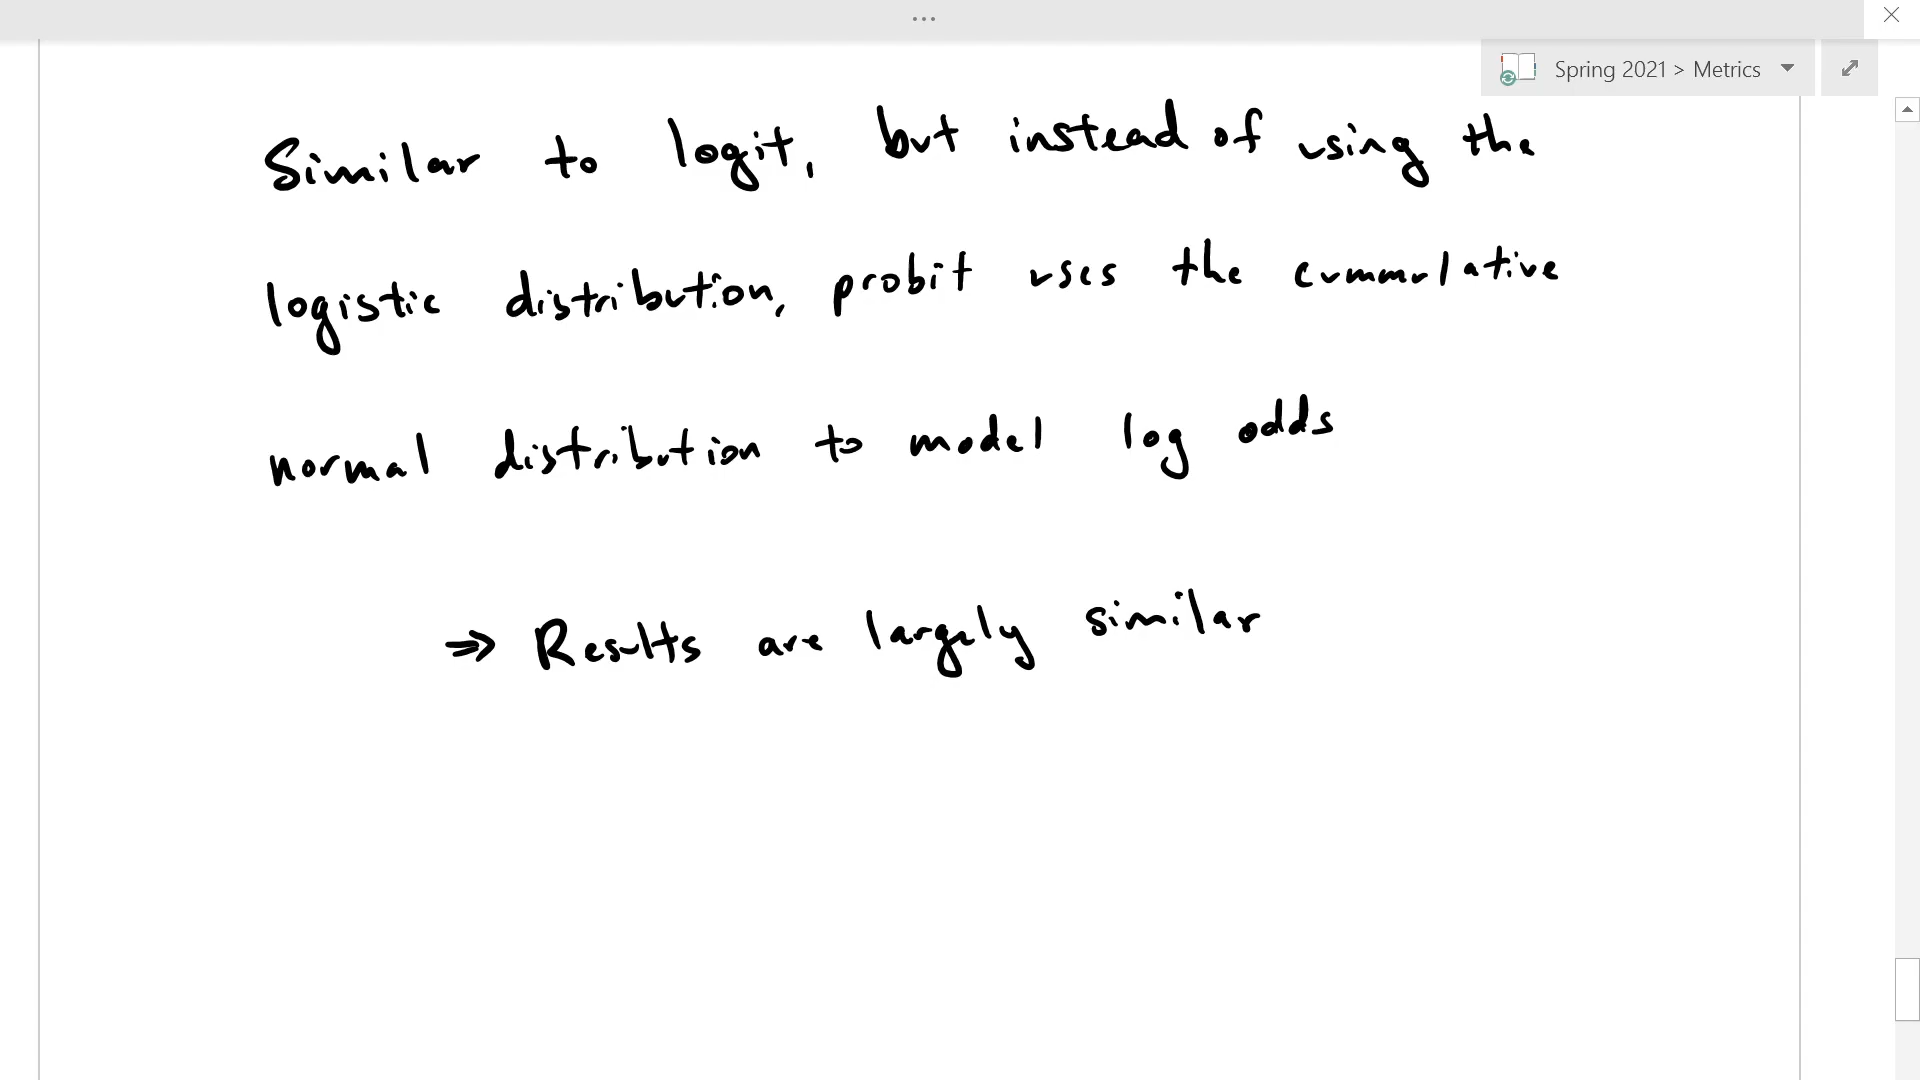 ...
Spring 2021 > Metrics
Similar to logit, but instead of using the
logistic distribution, probit uses the cummulative
normal distribution to model log odds
⇒ Results are largely similar